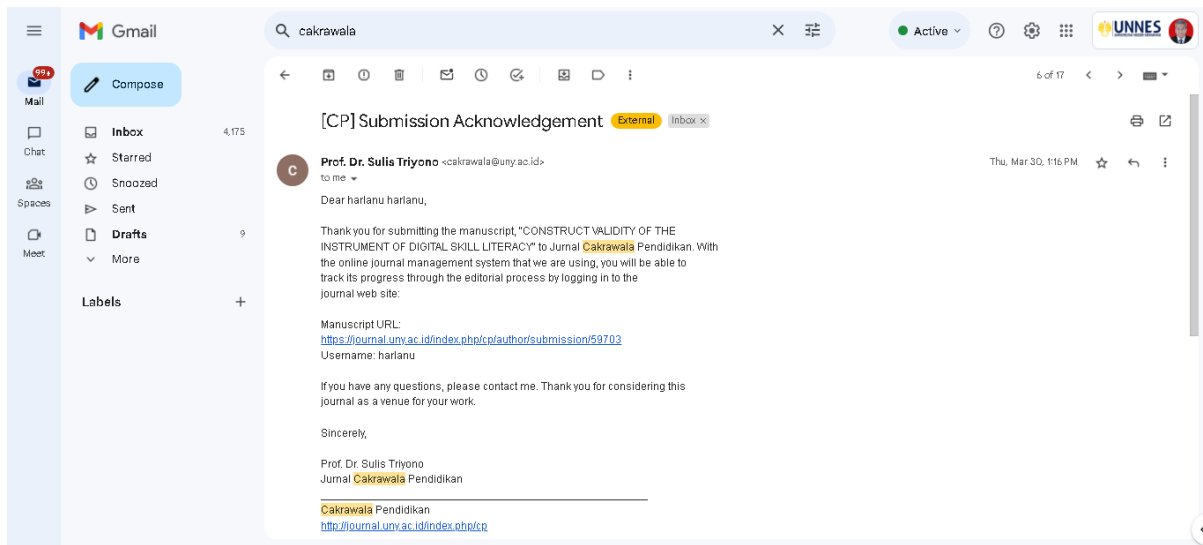 Gmail
cakrawala
Active
UNNES
99+
Mail
Chat
Spaces
Meet
Compose
Inbox 4,175
Starred
Snoozed
Sent
Drafts 9
More
Labels
6 of 17
[CP] Submission Acknowledgement External Inbox ×
C
Prof. Dr. Sulis Triyono <cakrawala@uny.ac.id> Thu, Mar 30, 1:16 PM
to me
Dear harlanu harlanu,
Thank you for submitting the manuscript, "CONSTRUCT VALIDITY OF THE
INSTRUMENT OF DIGITAL SKILL LITERACY" to Jurnal Cakrawala Pendidikan. With
the online journal management system that we are using, you will be able to
track its progress through the editorial process by logging in to the
journal web site:
Manuscript URL:
https://journal.uny.ac.id/index.php/cp/author/submission/59703
Username: harlanu
If you have any questions, please contact me. Thank you for considering this
journal as a venue for your work.
Sincerely,
Prof. Dr. Sulis Triyono
Jurnal Cakrawala Pendidikan
Cakrawala Pendidikan
http://journal.uny.ac.id/index.php/cp